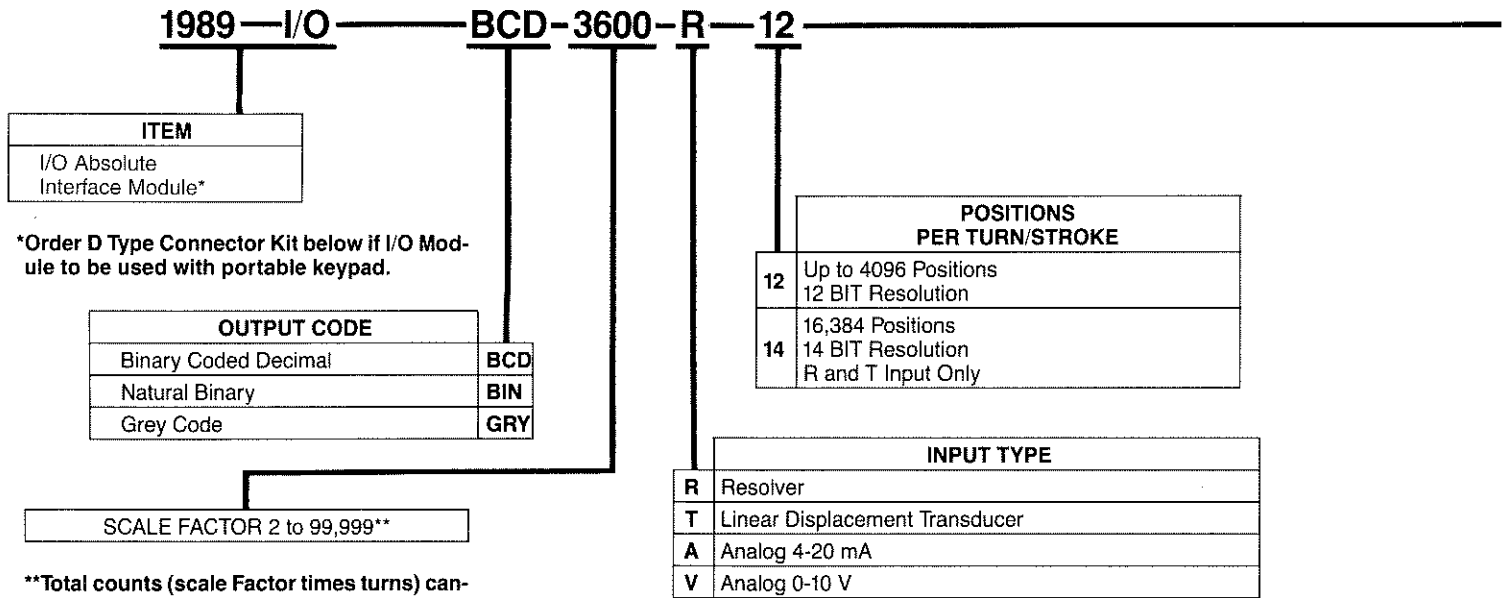 1989—I/O—BCD-3600-R-12
ITEM
I/O Absolute
Interface Module*
*Order D Type Connector Kit below if I/O Mod-
ule to be used with portable keypad.
OUTPUT CODE
Binary Coded Decimal BCD
Natural Binary BIN
Grey Code GRY
SCALE FACTOR 2 to 99,999**
**Total counts (scale Factor times turns) can-
POSITIONS
PER TURN/STROKE
12 Up to 4096 Positions
12 BIT Resolution
14 16,384 Positions
14 BIT Resolution
R and T Input Only
INPUT TYPE
R Resolver
T Linear Displacement Transducer
A Analog 4-20 mA
V Analog 0-10 V